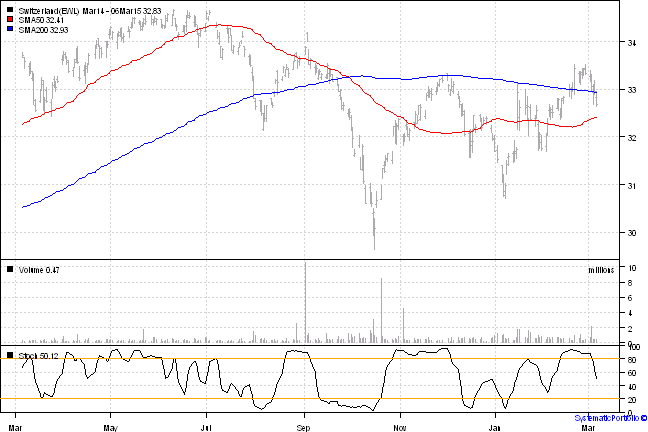 Switzerland(EWL) Mar14 - 06Mar15 32.83
SMA50 32.41
SMA200 32.93
34
33
32
31
30
Volume 0.47
millions
10
8
6
4
2
0
Stoch 50.12
100
80
60
40
20
0
Mar May Jul Sep Nov Jan Mar
SystematicPortfolio ©